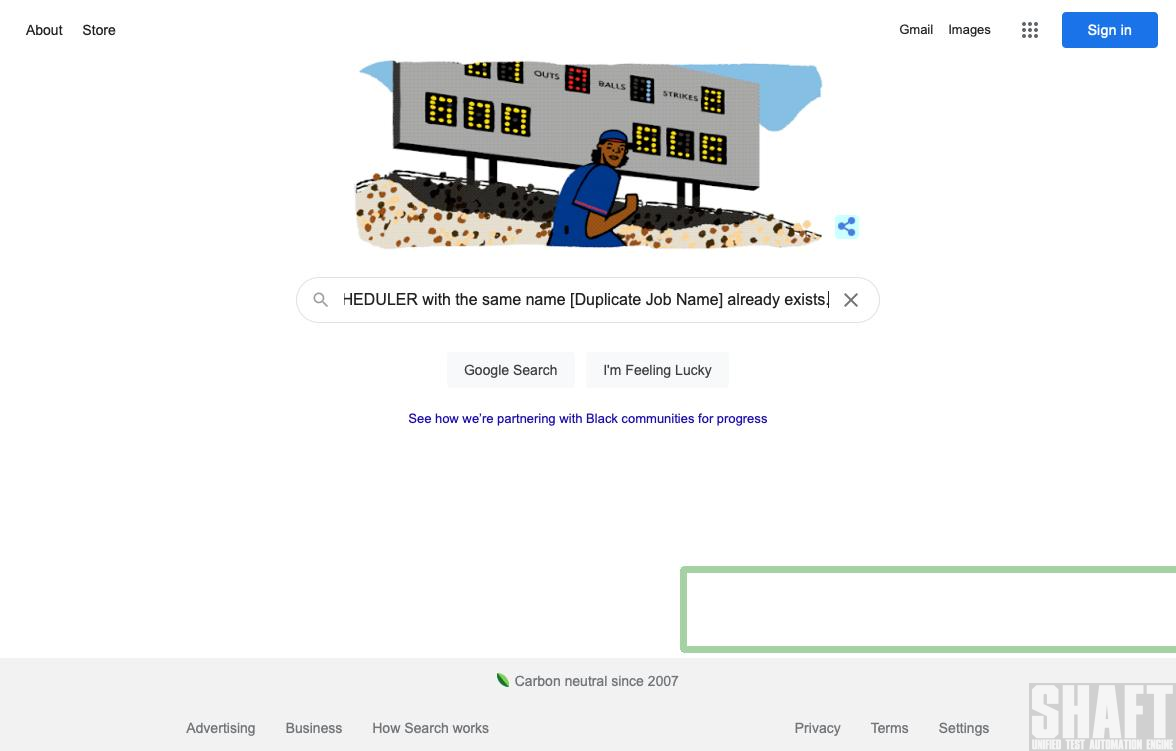 About Store
Gmail Images
Sign in
OUTS BALLS STRIKES
HEDULER with the same name [Duplicate Job Name] already exists.
Google Search
I'm Feeling Lucky
See how we're partnering with Black communities for progress
Carbon neutral since 2007
Advertising Business How Search works
Privacy Terms Settings
SHAFT
UNIFIED TEST AUTOMATION ENGINE